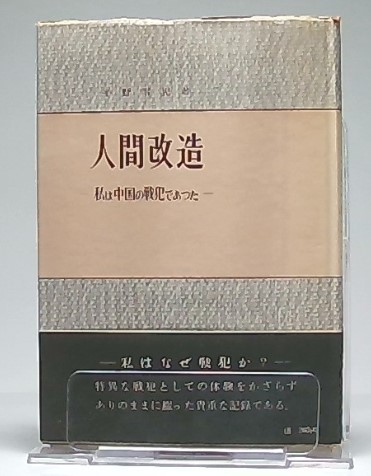 人間改造
私は中国の戦犯であつた—
—私はなぜ戦犯か？—
特異な戦犯としての体験をかざらず
ありのままに綴った貴重な記録である。